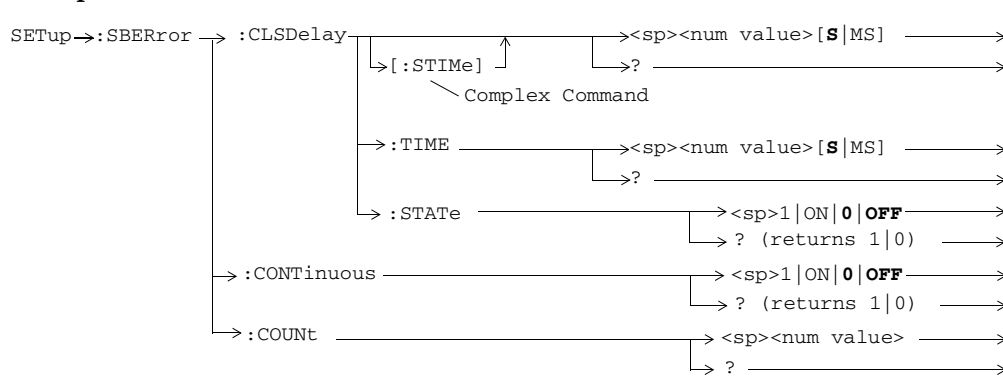 SETup :SBERror :CLSDelay <sp><num value>[S|MS]
[:STIMe] ?
Complex Command
:TIME <sp><num value>[S|MS]
?
:STATe <sp>1|ON|0|OFF
? (returns 1|0)
:CONTinuous <sp>1|ON|0|OFF
? (returns 1|0)
:COUNt <sp><num value>
?